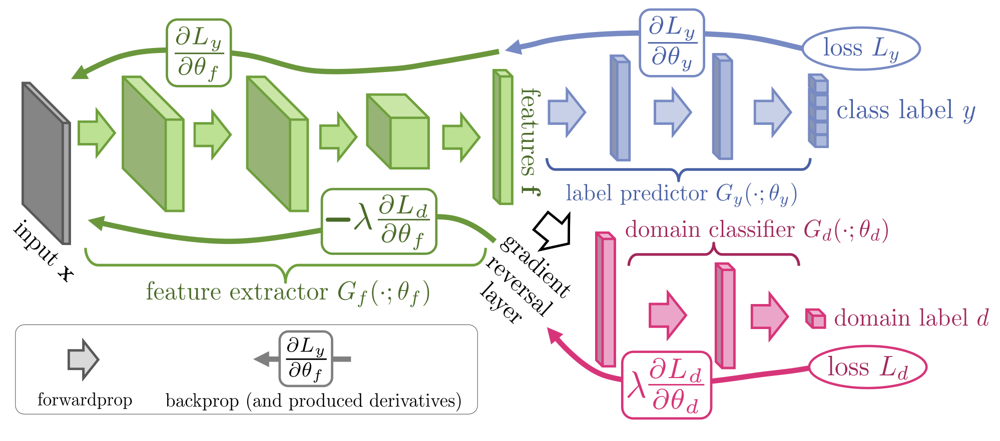 ∂L_y
∂θ_f
∂L_y
∂θ_y
loss L_y
class label y
features f
label predictor G_y(·; θ_y)
−λ ∂L_d
∂θ_f
input x
feature extractor G_f(·; θ_f)
gradient
reversal
layer
domain classifier G_d(·; θ_d)
domain label d
loss L_d
λ ∂L_d
∂θ_d
∂L_y
∂θ_f
forwardprop
backprop (and produced derivatives)